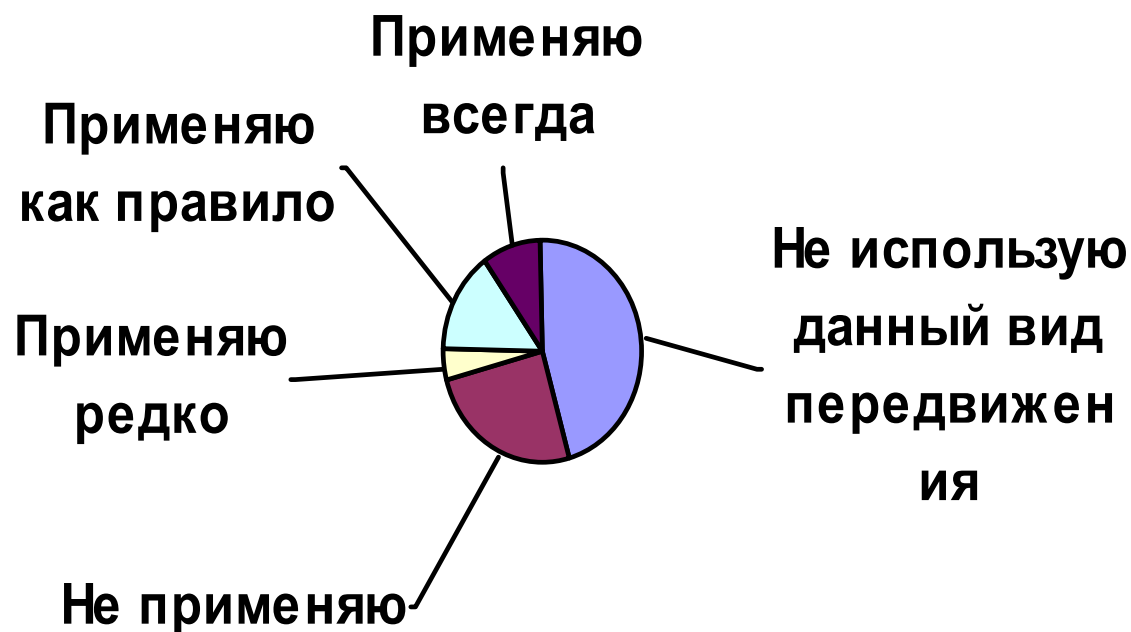 Применяю
всегда
Применяю
как правило
Применяю
редко
Не использую
данный вид
передвижен
ия
Не применяю